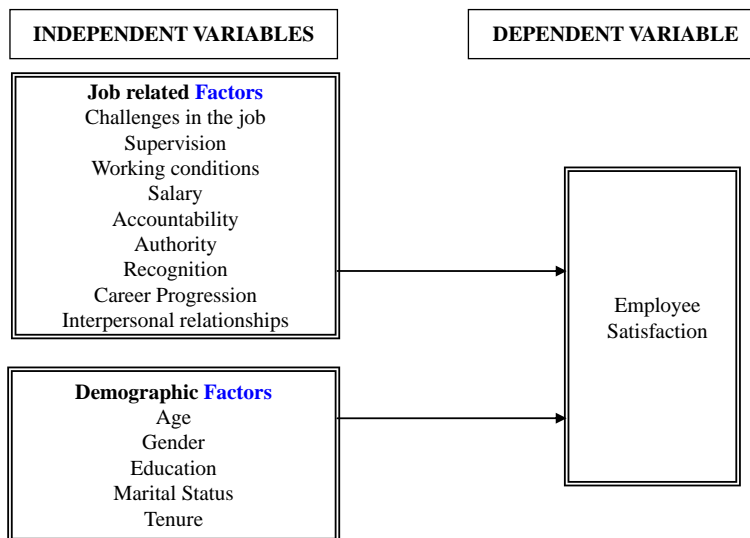 INDEPENDENT VARIABLES
DEPENDENT VARIABLE
Job related Factors
Challenges in the job
Supervision
Working conditions
Salary
Accountability
Authority
Recognition
Career Progression
Interpersonal relationships
Employee
Satisfaction
Demographic Factors
Age
Gender
Education
Marital Status
Tenure